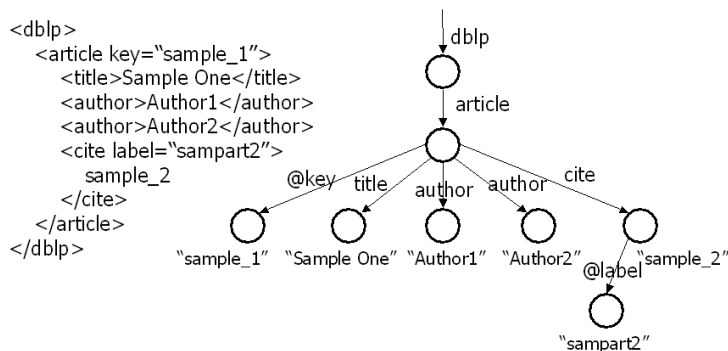 <dblp>
<article key=“sample_1”>
<title>Sample One</title>
<author>Author1</author>
<author>Author2</author>
<cite label=“sampart2”>
sample_2
</cite>
</article>
</dblp>
dblp
article
@key
title
author
author
cite
“sample_1”
“Sample One”
“Author1”
“Author2”
“sample_2”
@label
“sampart2”